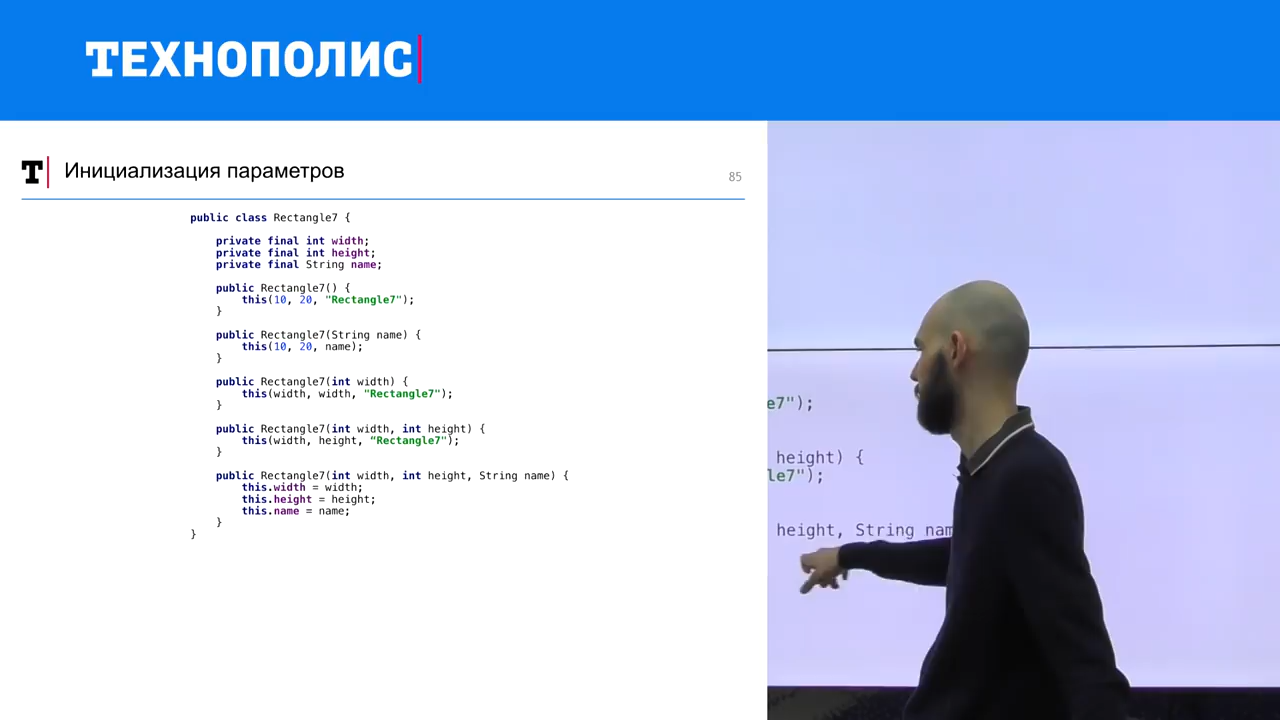 ТЕХНОПОЛИС
T Инициализация параметров
85
public class Rectangle7 {
private final int width;
private final int height;
private final String name;
public Rectangle7() {
this(10, 20, "Rectangle7");
}
public Rectangle7(String name) {
this(10, 20, name);
}
public Rectangle7(int width) {
this(width, width, "Rectangle7");
}
public Rectangle7(int width, int height) {
this(width, height, “Rectangle7");
}
public Rectangle7(int width, int height, String name) {
this.width = width;
this.height = height;
this.name = name;
}
}
e7");
height) {
le7");
height, String nam